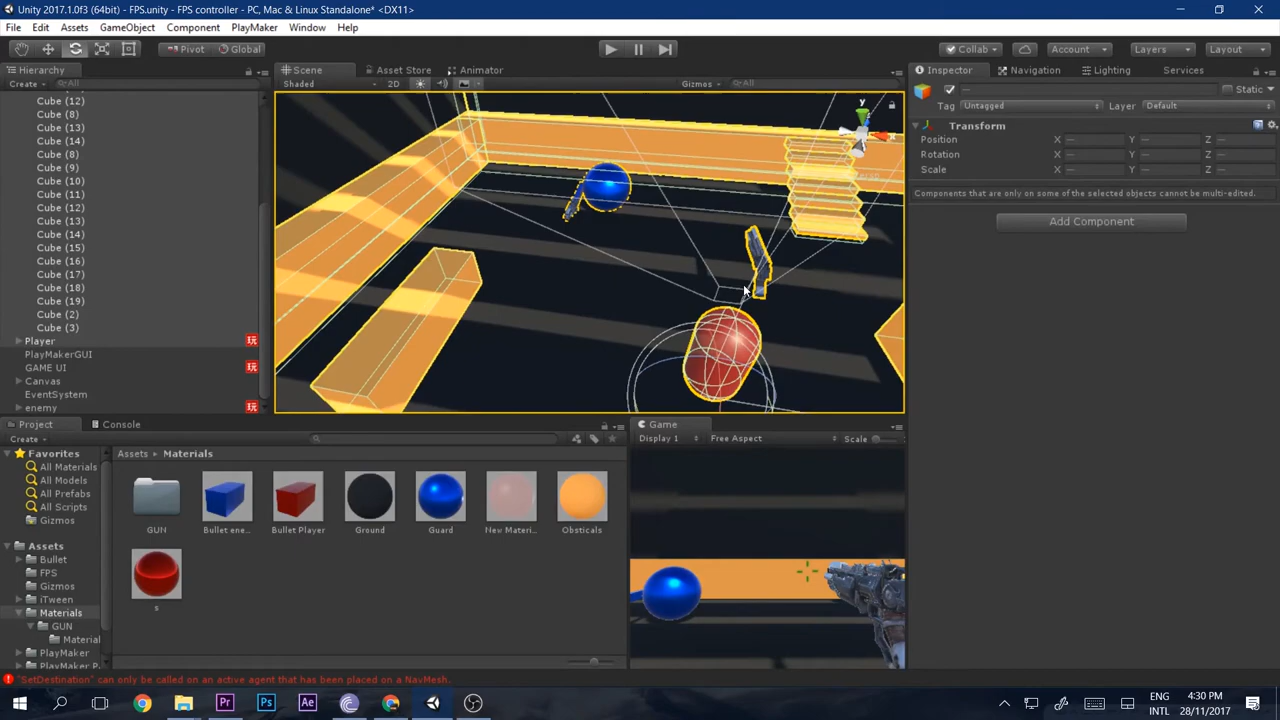 Unity 2017.1.0f3 (64bit) - FPS.unity - FPS controller - PC, Mac & Linux Standalone* <DX11>
File Edit Assets GameObject Component PlayMaker Window Help
Pivot Global Collab Account Layers Layout
Hierarchy
Create All
Cube (12)
Cube (8)
Cube (13)
Cube (14)
Cube (8)
Cube (9)
Cube (10)
Cube (11)
Cube (12)
Cube (13)
Cube (14)
Cube (15)
Cube (16)
Cube (17)
Cube (18)
Cube (19)
Cube (2)
Cube (3)
Player
PlayMakerGUI
GAME UI
Canvas
EventSystem
enemy
Scene Asset Store Animator
Shaded 2D Gizmos All
y
Inspector Navigation Lighting Services
— Static
Tag Untagged Layer Default
Transform
Position X — Y — Z —
Rotation X — Y — Z —
Scale X — Y — Z —
Components that are only on some of the selected objects cannot be multi-edited.
Add Component
Project Console
Create
Favorites
All Materials
All Models
All Prefabs
All Scripts
Gizmos
Assets
Bullet
FPS
Gizmos
iTween
Materials
GUN
Material
PlayMaker
PlayMaker P
Assets Materials
GUN Bullet ene... Bullet Player Ground Guard New Materi... Obsticals
s
Game
Display 1 Free Aspect Scale
"SetDestination" can only be called on an active agent that has been placed on a NavMesh.
Pr Ps Ae
ENG 4:30 PM
INTL 28/11/2017